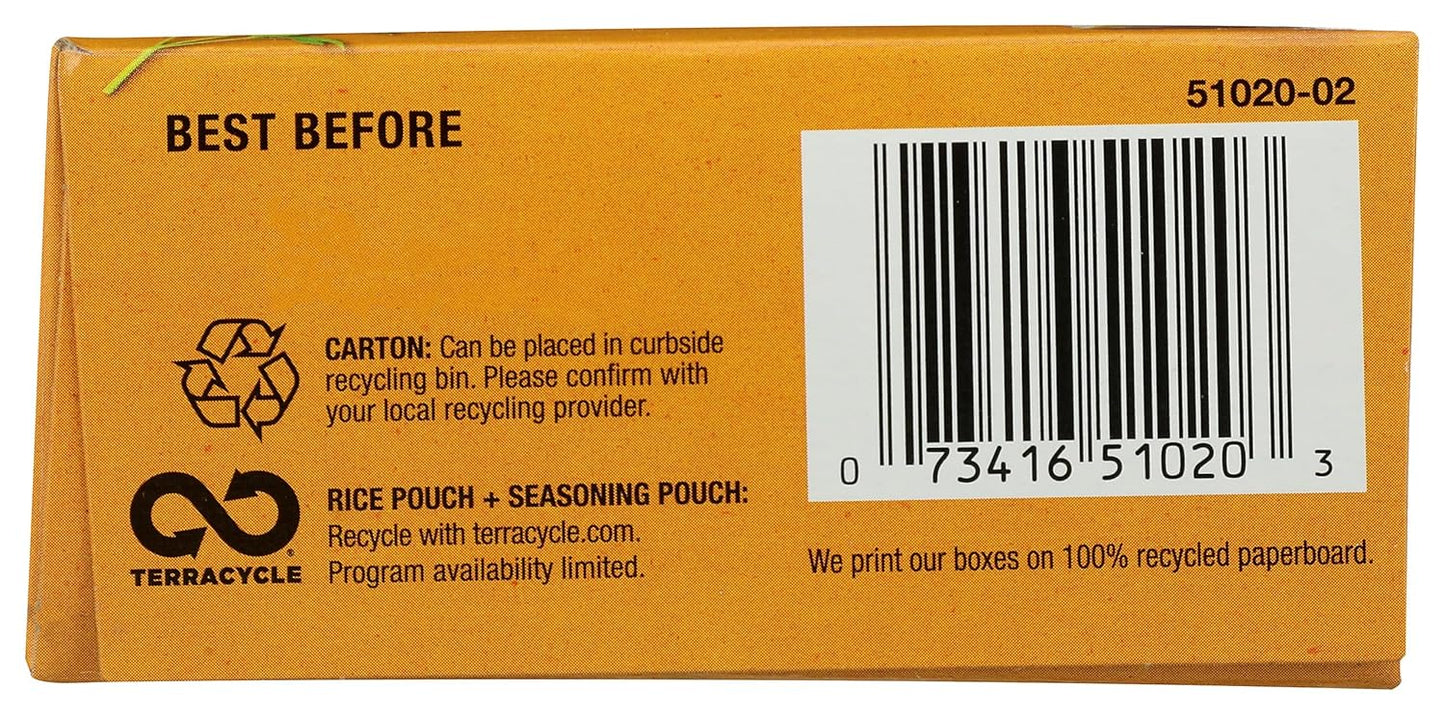 BEST BEFORE
51020-02
CARTON: Can be placed in curbside
recycling bin. Please confirm with
your local recycling provider.
TERRACYCLE®
RICE POUCH + SEASONING POUCH:
Recycle with terracycle.com.
Program availability limited.
0 73416 51020 3
We print our boxes on 100% recycled paperboard.